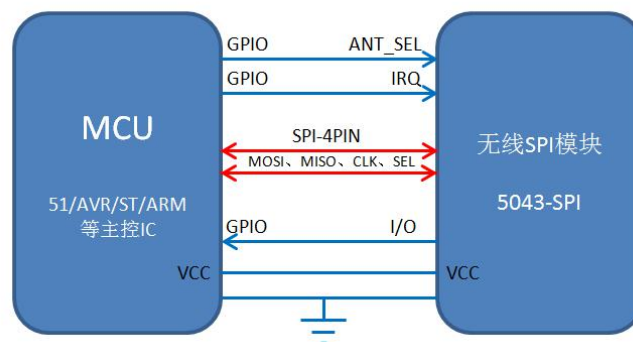 GPIO ANT_SEL
GPIO IRQ
MCU
SPI-4PIN
MOSI、MISO、CLK、SEL
无线SPI模块
51/AVR/ST/ARM
等主控IC
5043-SPI
GPIO I/O
VCC VCC